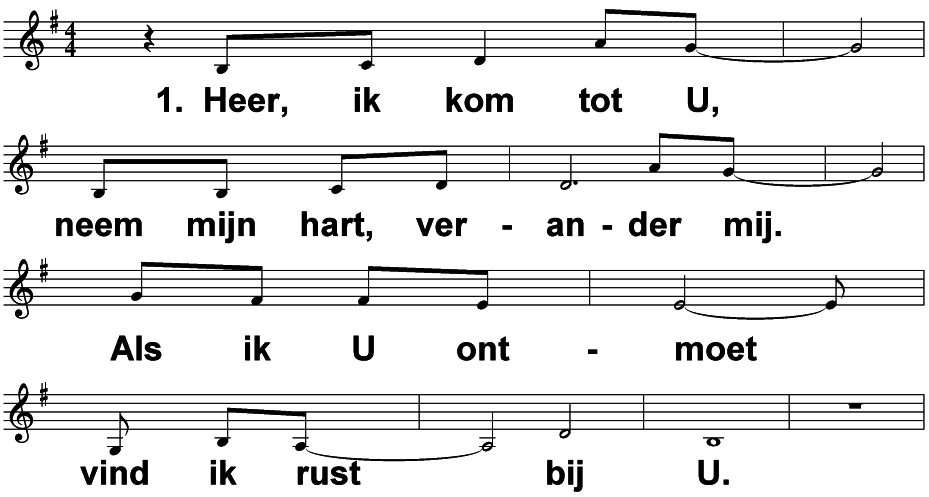 1. Heer, ik kom tot U,
neem mijn hart, ver - an - der mij.
Als ik U ont - moet
vind ik rust bij U.